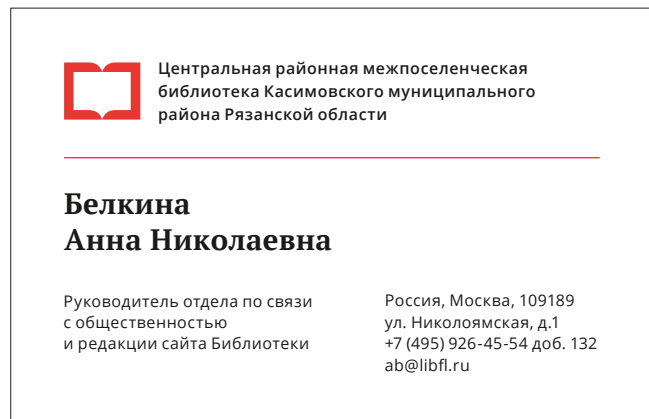 Центральная районная межпоселенческая
библиотека Касимовского муниципального
района Рязанской области
Белкина
Анна Николаевна
Руководитель отдела по связи
с общественностью
и редакции сайта Библиотеки
Россия, Москва, 109189
ул. Николоямская, д.1
+7 (495) 926-45-54 доб. 132
ab@libfl.ru